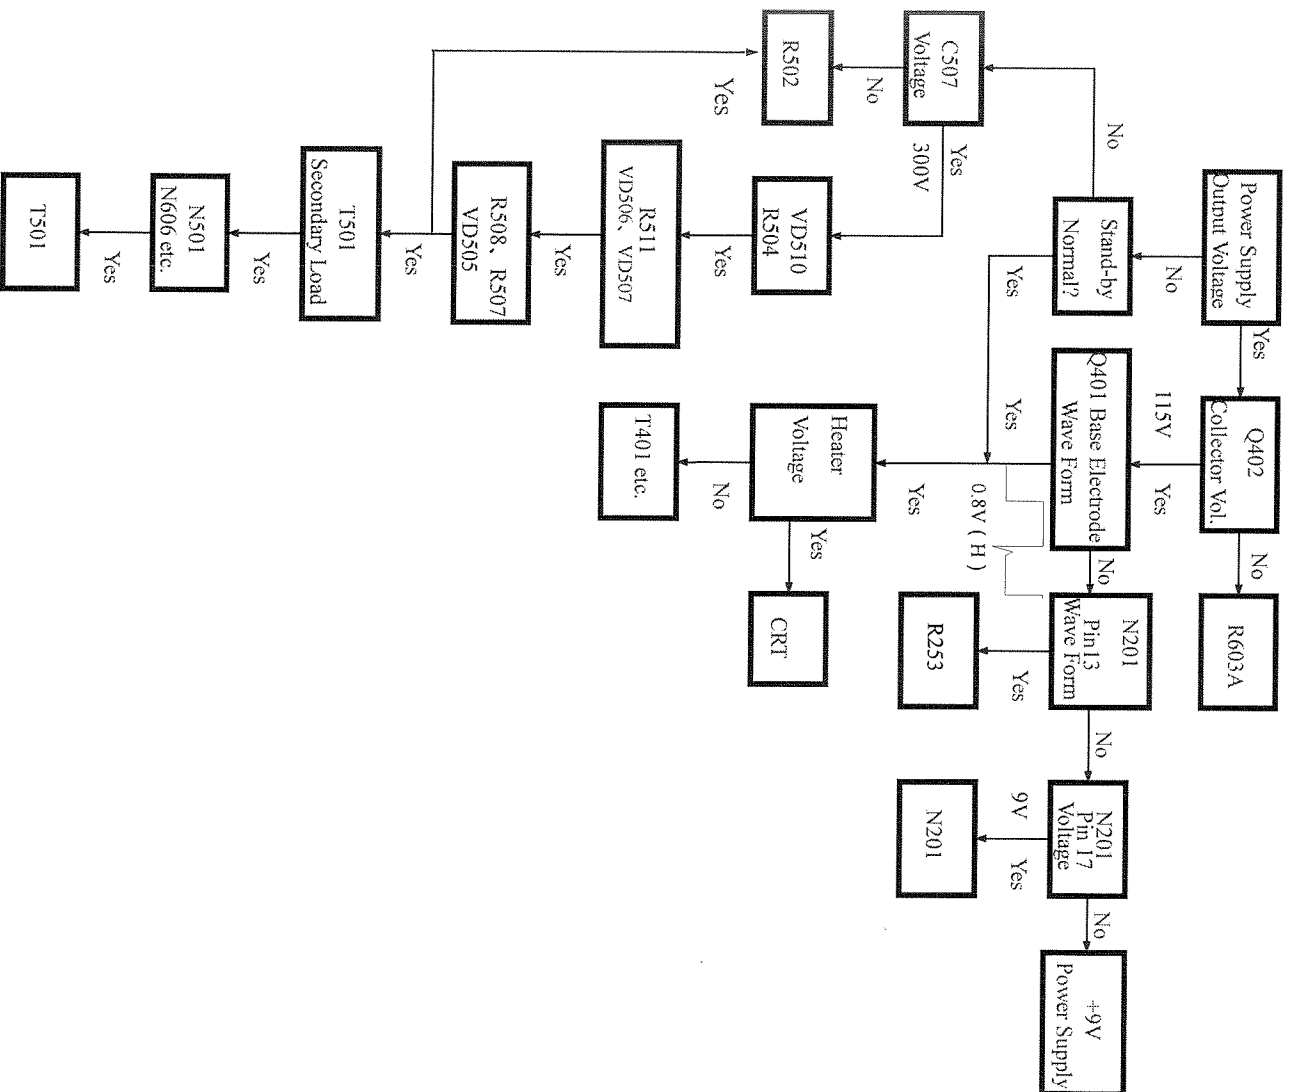 Power Supply
Output Voltage
Yes
Q402
Collector Vol.
No
R603A
No
115V
Yes
Stand-by
Normal?
Q401 Base Electrode
Wave Form
No
N201
Pin13
Wave Form
No
N201
Pin 17
Voltage
No
+9V
Power Supply
No
Yes
Yes
0.8V ( H )
Yes
R253
9V
Yes
N201
C507
Voltage
Yes
300V
Yes
Heater
Voltage
Yes
CRT
No
R502
Yes
VD510
R504
No
T401 etc.
Yes
R511
VD506、VD507
Yes
R508、R507
VD505
Yes
T501
Secondary Load
Yes
N501
N606 etc.
Yes
T501